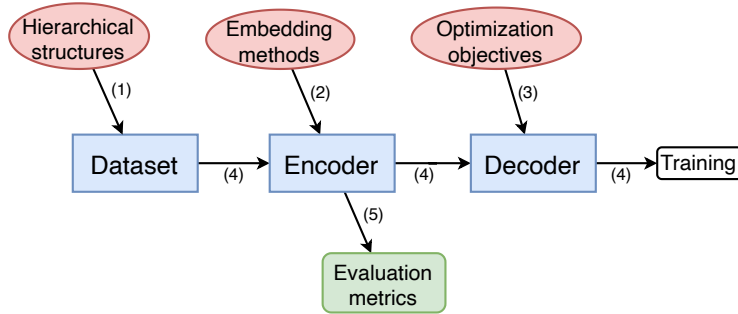 Hierarchical
structures
Embedding
methods
Optimization
objectives
(1)
(2)
(3)
Dataset
(4)
Encoder
(4)
Decoder
(4)
Training
(5)
Evaluation
metrics